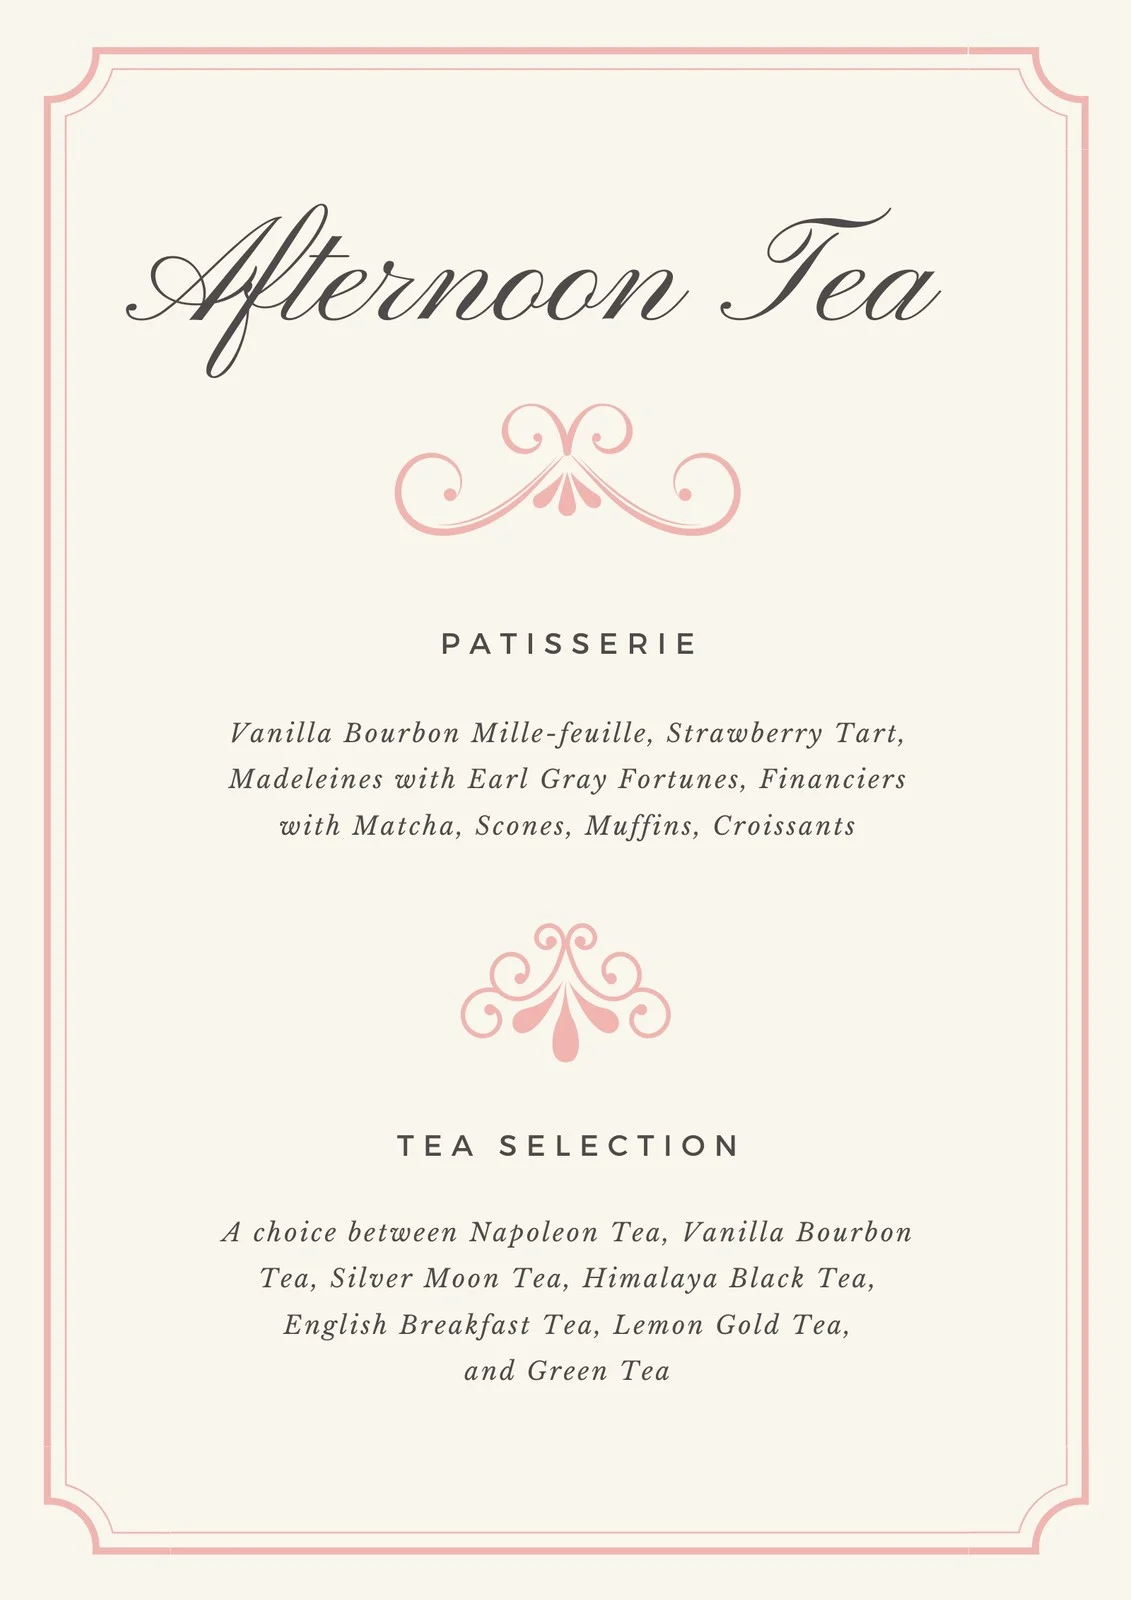 Afternoon Tea
PATISSERIE
Vanilla Bourbon Mille-feuille, Strawberry Tart,
Madeleines with Earl Gray Fortunes, Financiers
with Matcha, Scones, Muffins, Croissants
TEA SELECTION
A choice between Napoleon Tea, Vanilla Bourbon
Tea, Silver Moon Tea, Himalaya Black Tea,
English Breakfast Tea, Lemon Gold Tea,
and Green Tea